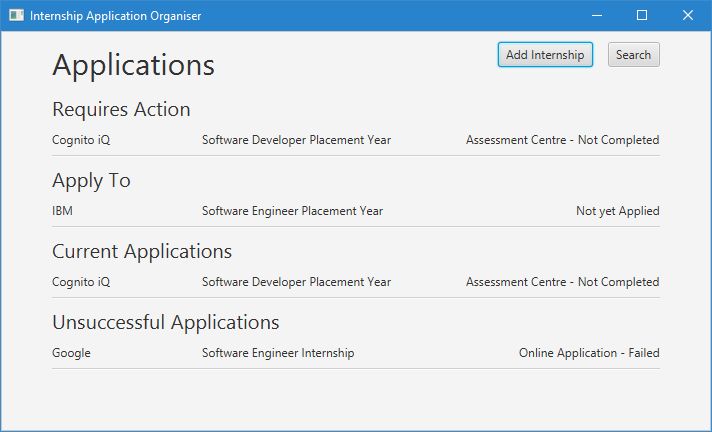 Internship Application Organiser
Applications Add Internship Search
Requires Action
Cognito iQ Software Developer Placement Year Assessment Centre - Not Completed
Apply To
IBM Software Engineer Placement Year Not yet Applied
Current Applications
Cognito iQ Software Developer Placement Year Assessment Centre - Not Completed
Unsuccessful Applications
Google Software Engineer Internship Online Application - Failed